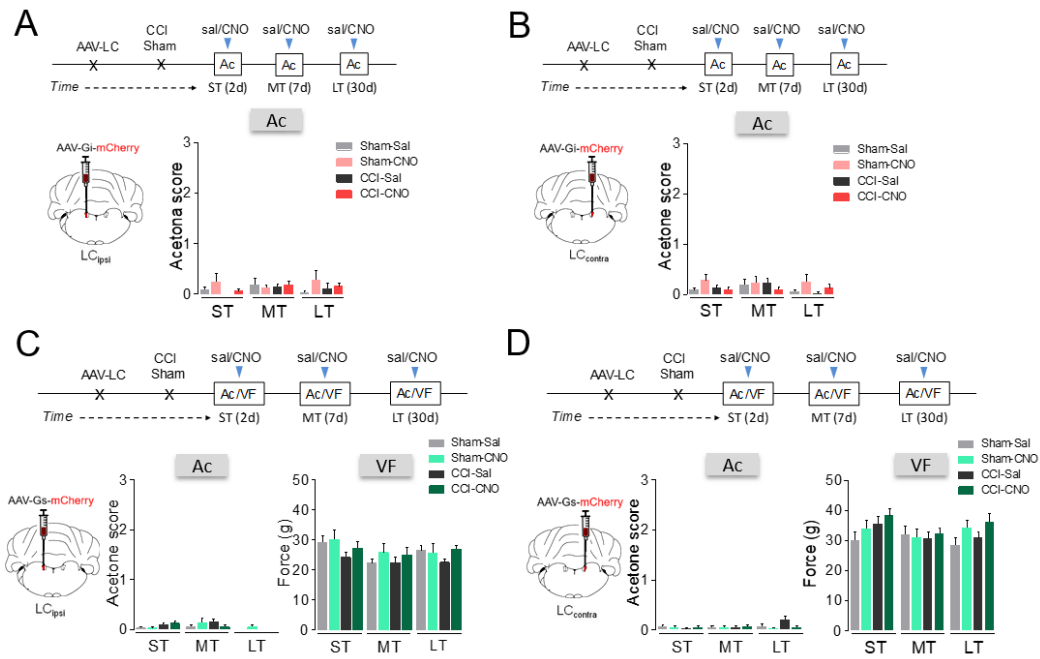 A
sal/CNO sal/CNO sal/CNO
CCI
Sham
AAV-LC
X X
Ac Ac Ac
Time
ST (2d) MT (7d) LT (30d)
Ac
AAV-Gi-mCherry
LCipsi
Acetona score
3
2
1
0
ST MT LT
Sham-Sal
Sham-CNO
CCI-Sal
CCI-CNO
B
sal/CNO sal/CNO sal/CNO
CCI
Sham
AAV-LC
X X
Ac Ac Ac
Time
ST (2d) MT (7d) LT (30d)
Ac
AAV-Gi-mCherry
LCcontra
Acetone score
3
2
1
0
ST MT LT
Sham-Sal
Sham-CNO
CCI-Sal
CCI-CNO
C
sal/CNO sal/CNO sal/CNO
CCI
Sham
AAV-LC
X X
Ac/VF Ac/VF Ac/VF
Time
ST (2d) MT (7d) LT (30d)
Ac
AAV-Gs-mCherry
LCipsi
Acetone score
3
2
1
0
ST MT LT
VF
Force (g)
50
40
30
20
10
0
ST MT LT
Sham-Sal
Sham-CNO
CCI-Sal
CCI-CNO
D
sal/CNO sal/CNO sal/CNO
CCI
Sham
AAV-LC
X X
Ac/VF Ac/VF Ac/VF
Time
ST (2d) MT (7d) LT (30d)
Ac
AAV-Gs-mCherry
LCcontra
Acetone score
3
2
1
0
ST MT LT
VF
Force (g)
50
40
30
20
10
0
ST MT LT
Sham-Sal
Sham-CNO
CCI-Sal
CCI-CNO